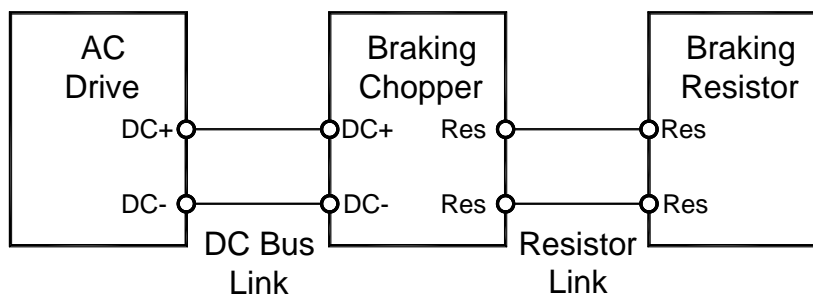 AC
Drive
Braking
Chopper
Braking
Resistor
DC+
DC+
Res
Res
DC-
DC-
Res
Res
DC Bus
Link
Resistor
Link